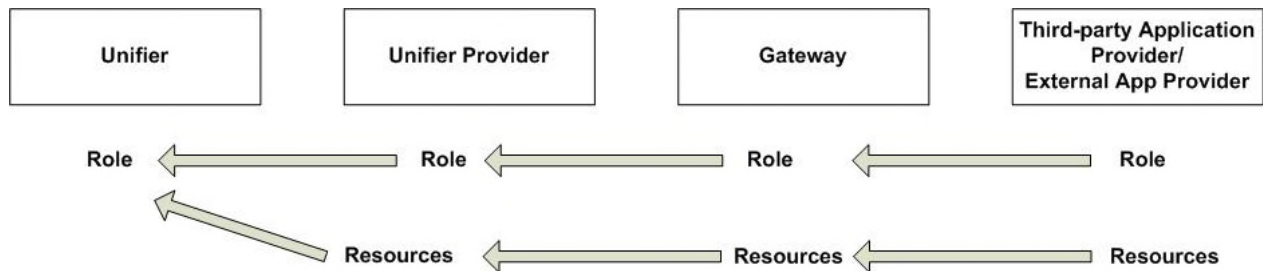 Unifier
Unifier Provider
Gateway
Third-party Application
Provider/
External App Provider
Role
Role
Role
Role
Resources
Resources
Resources